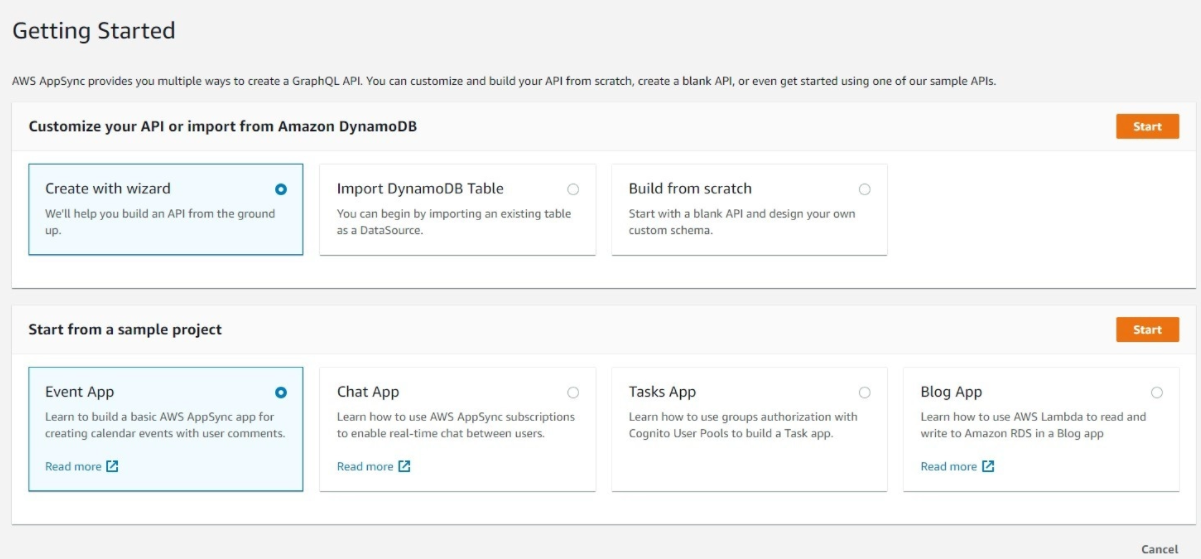 Getting Started
AWS AppSync provides you multiple ways to create a GraphQL API. You can customize and build your API from scratch, create a blank API, or even get started using one of our sample APIs.
Customize your API or import from Amazon DynamoDB
Start
Create with wizard
We'll help you build an API from the ground
up.
Import DynamoDB Table
You can begin by importing an existing table
as a DataSource.
Build from scratch
Start with a blank API and design your own
custom schema.
Start from a sample project
Start
Event App
Learn to build a basic AWS AppSync app for
creating calendar events with user comments.
Read more
Chat App
Learn how to use AWS AppSync subscriptions
to enable real-time chat between users.
Read more
Tasks App
Learn how to use groups authorization with
Cognito User Pools to build a Task app.
Blog App
Learn how to use AWS Lambda to read and
write to Amazon RDS in a Blog app
Read more
Cancel